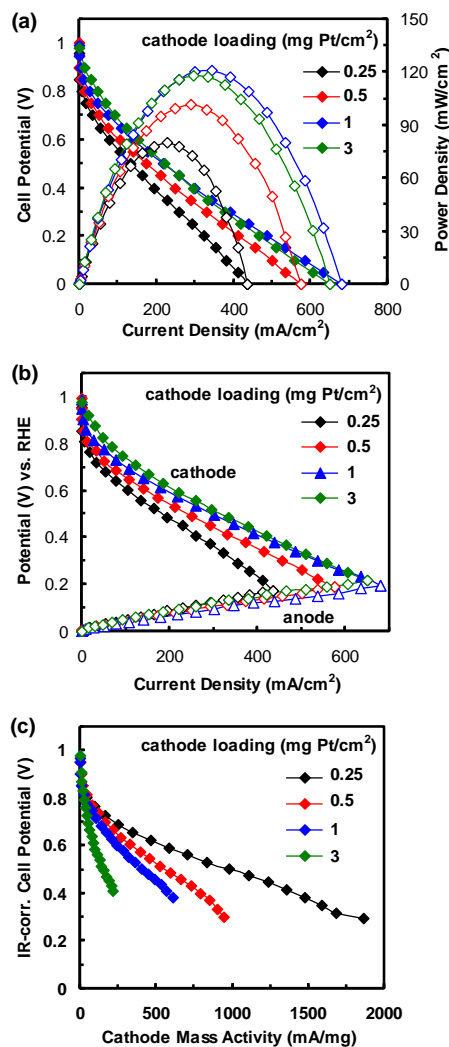 (a)
cathode loading (mg Pt/cm²)
0.25
0.5
1
3
Cell Potential (V)
1
0.8
0.6
0.4
0.2
0
Power Density (mW/cm²)
150
120
90
60
30
0
0 200 400 600 800
Current Density (mA/cm²)
(b)
cathode loading (mg Pt/cm²)
0.25
0.5
1
3
cathode
anode
Potential (V) vs. RHE
1
0.8
0.6
0.4
0.2
0
0 200 400 600
Current Density (mA/cm²)
(c)
cathode loading (mg Pt/cm²)
0.25
0.5
1
3
IR-corr. Cell Potential (V)
1
0.8
0.6
0.4
0.2
0
0 500 1000 1500 2000
Cathode Mass Activity (mA/mg)